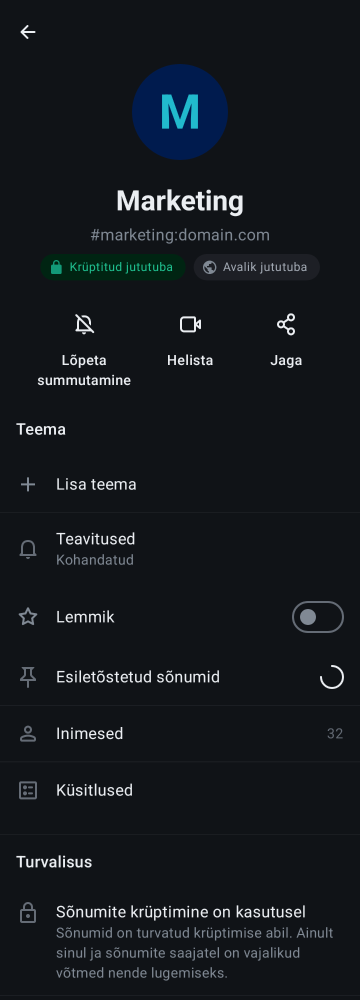 M
Marketing
#marketing:domain.com
Krüptitud jututuba
Avalik jututuba
Lõpeta
summutamine
Helista
Jaga
Teema
Lisa teema
Teavitused
Kohandatud
Lemmik
Esiletõstetud sõnumid
Inimesed 32
Küsitlused
Turvalisus
Sõnumite krüptimine on kasutusel
Sõnumid on turvatud krüptimise abil. Ainult
sinul ja sõnumite saajatel on vajalikud
võtmed nende lugemiseks.